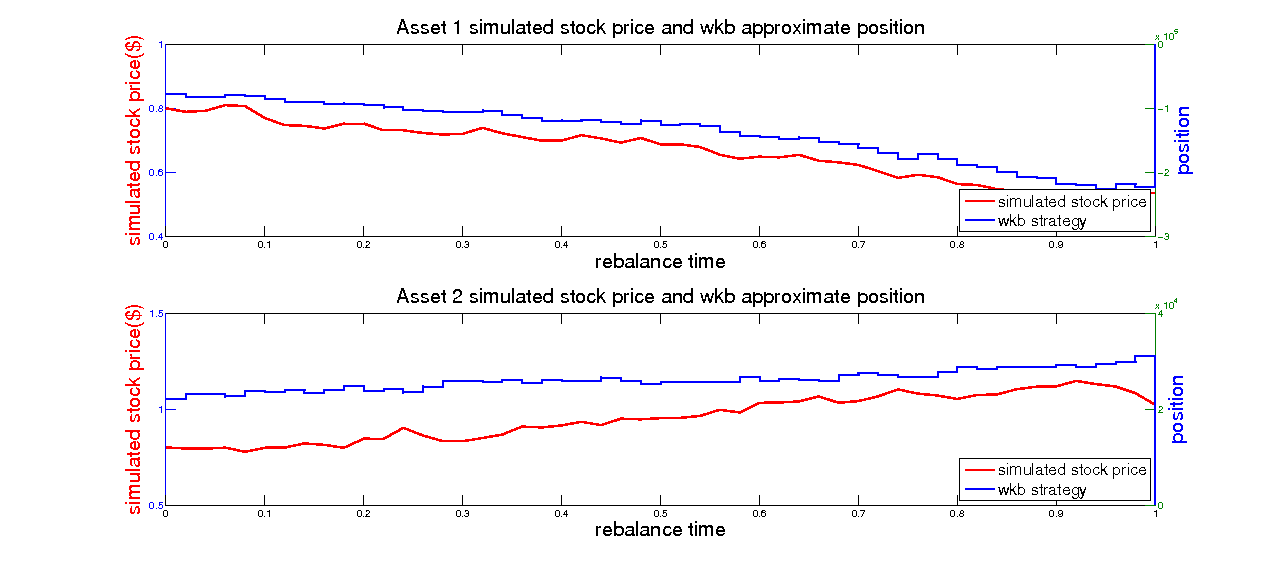 Asset 1 simulated stock price and wkb approximate position
simulated stock price($)
1
0.8
0.6
0.4
x 10^5
0
-1
-2
-3
position
simulated stock price
wkb strategy
0 0.1 0.2 0.3 0.4 0.5 0.6 0.7 0.8 0.9 1
rebalance time
Asset 2 simulated stock price and wkb approximate position
simulated stock price($)
1.5
1
0.5
x 10^4
4
2
0
position
simulated stock price
wkb strategy
0 0.1 0.2 0.3 0.4 0.5 0.6 0.7 0.8 0.9 1
rebalance time